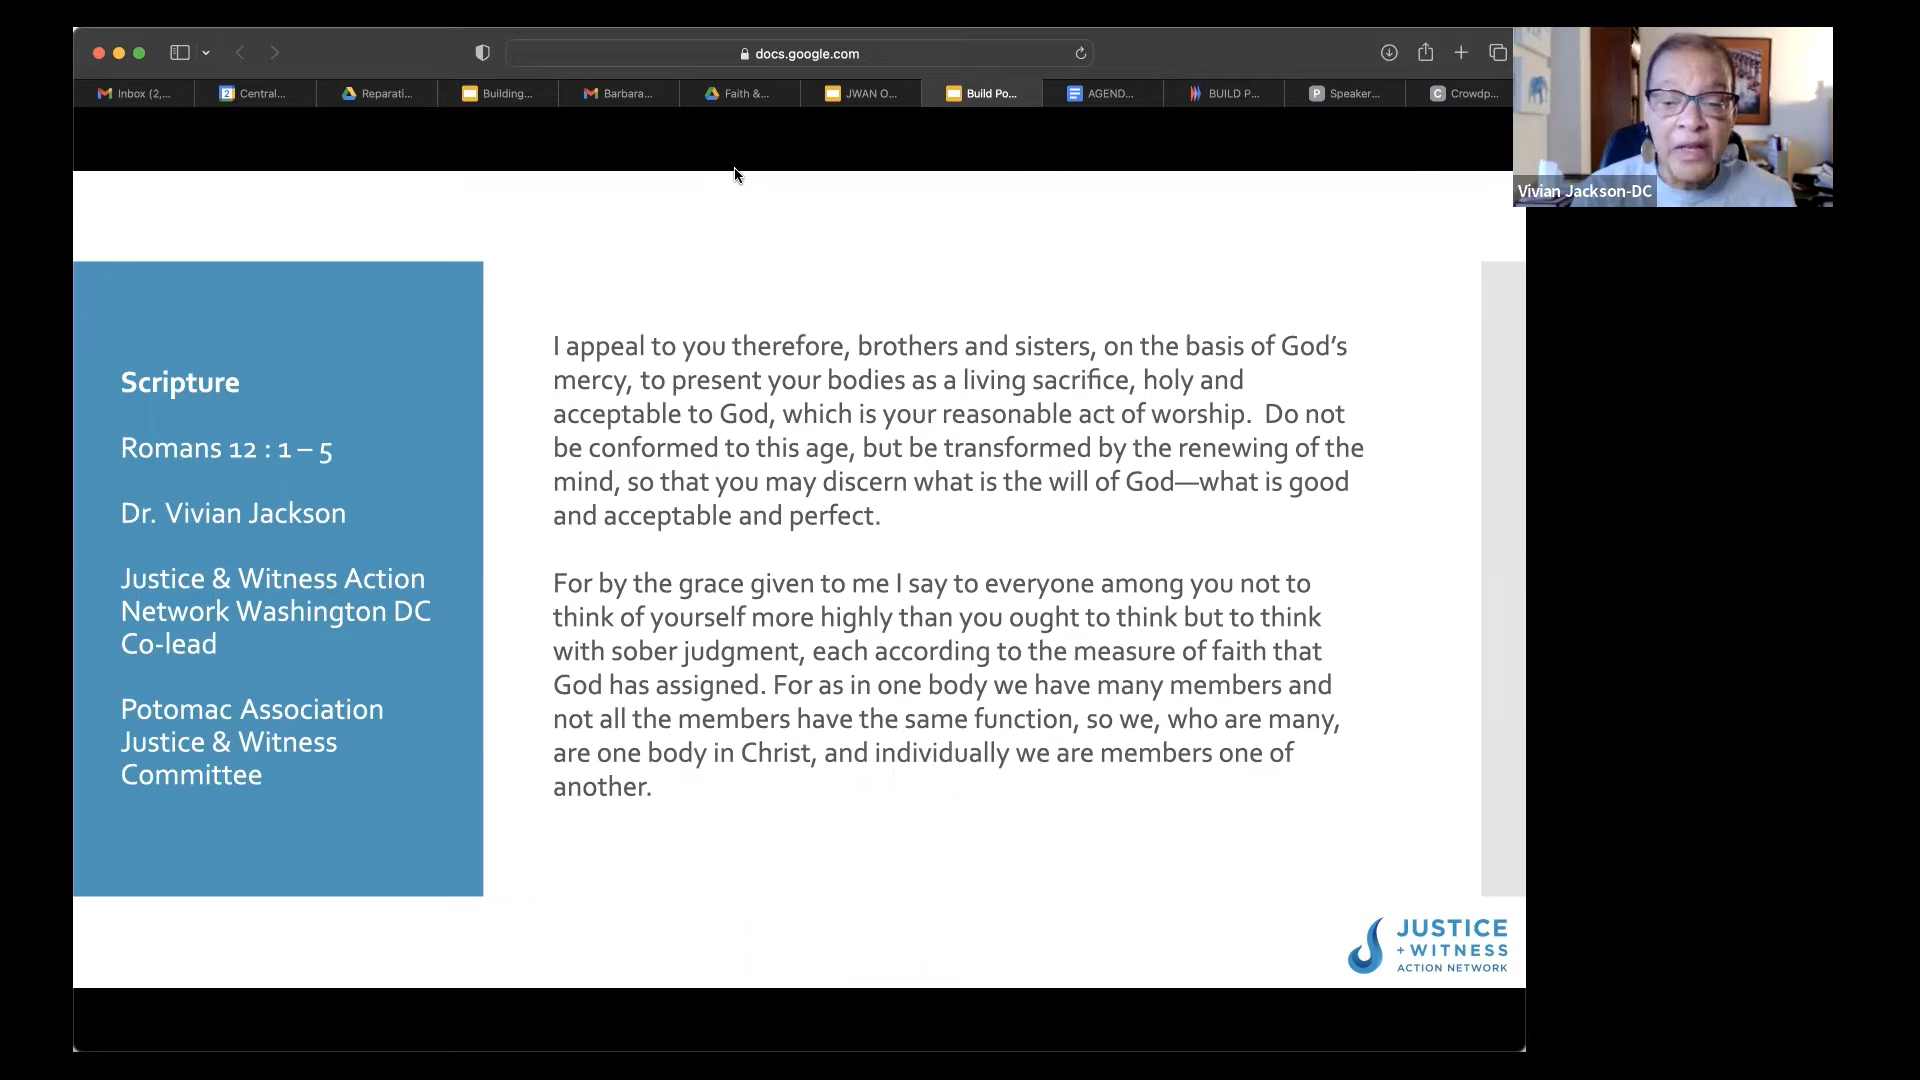 docs.google.com
Inbox (2,...
2
Central...
Reparati...
Building...
Barbara...
Faith &...
JWAN O...
Build Po...
AGEND...
BUILD P...
P
Speaker...
C
Crowdp...
Vivian Jackson-DC
Scripture
Romans 12 : 1 – 5
Dr. Vivian Jackson
Justice & Witness Action
Network Washington DC
Co-lead
Potomac Association
Justice & Witness
Committee
I appeal to you therefore, brothers and sisters, on the basis of God’s
mercy, to present your bodies as a living sacrifice, holy and
acceptable to God, which is your reasonable act of worship.  Do not
be conformed to this age, but be transformed by the renewing of the
mind, so that you may discern what is the will of God—what is good
and acceptable and perfect.
For by the grace given to me I say to everyone among you not to
think of yourself more highly than you ought to think but to think
with sober judgment, each according to the measure of faith that
God has assigned. For as in one body we have many members and
not all the members have the same function, so we, who are many,
are one body in Christ, and individually we are members one of
another.
JUSTICE
+ WITNESS
ACTION NETWORK